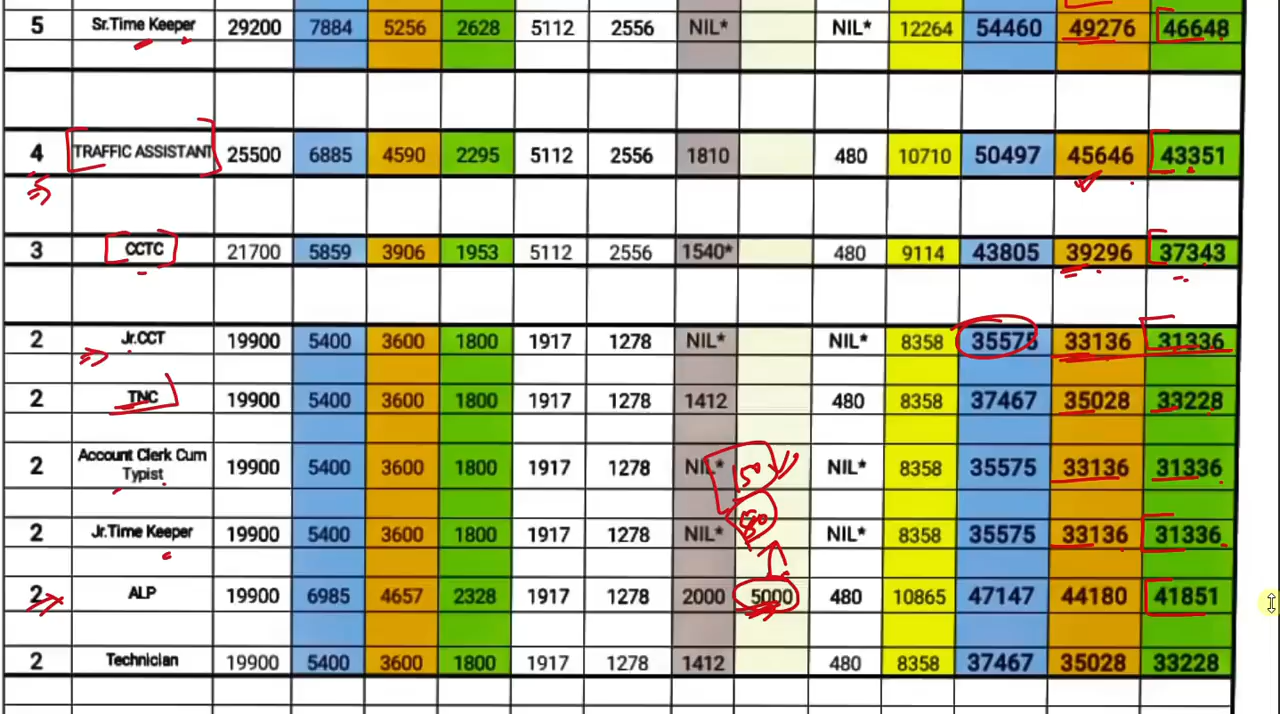 5 Sr.Time Keeper 29200 7884 5256 2628 5112 2556 NIL* NIL* 12264 54460 49276 46648
4 TRAFFIC ASSISTANT 25500 6885 4590 2295 5112 2556 1810 480 10710 50497 45646 43351
3 CCTC 21700 5859 3906 1953 5112 2556 1540* 480 9114 43805 39296 37343
2 Jr.CCT 19900 5400 3600 1800 1917 1278 NIL* NIL* 8358 35575 33136 31336
2 TNC 19900 5400 3600 1800 1917 1278 1412 480 8358 37467 35028 33228
2 Account Clerk Cum
Typist 19900 5400 3600 1800 1917 1278 NIL* NIL* 8358 35575 33136 31336
2 Jr.Time Keeper 19900 5400 3600 1800 1917 1278 NIL* NIL* 8358 35575 33136 31336
2 ALP 19900 6985 4657 2328 1917 1278 2000 5000 480 10865 47147 44180 41851
2 Technician 19900 5400 3600 1800 1917 1278 1412 480 8358 37467 35028 33228